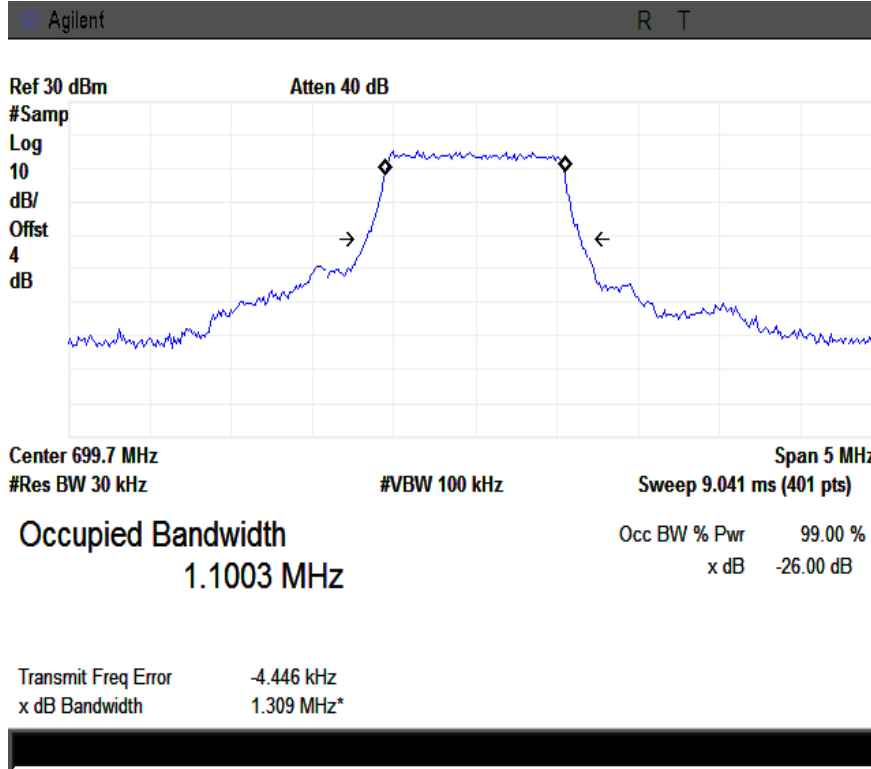 Agilent R T
Ref 30 dBm Atten 40 dB
#Samp
Log
10
dB/
Offst
4
dB
Center 699.7 MHz Span 5 MHz
#Res BW 30 kHz #VBW 100 kHz Sweep 9.041 ms (401 pts)
Occupied Bandwidth Occ BW % Pwr 99.00 %
1.1003 MHz x dB -26.00 dB
Transmit Freq Error -4.446 kHz
x dB Bandwidth 1.309 MHz*